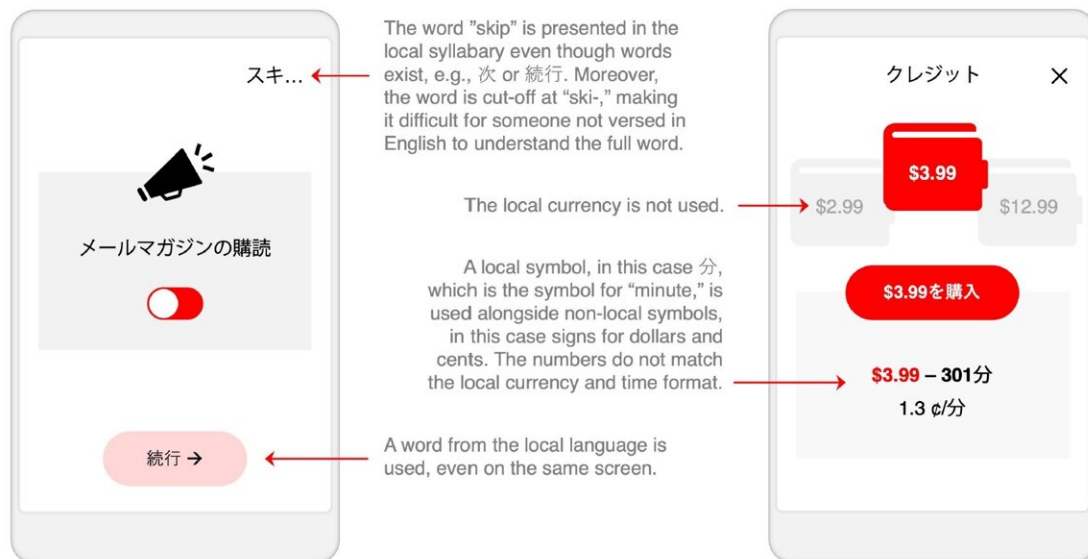 スキ...
メールマガジンの購読
続行 →
The word ”skip” is presented in the
local syllabary even though words
exist, e.g., 次 or 続行. Moreover,
the word is cut-off at “ski-,” making
it difficult for someone not versed in
English to understand the full word.
The local currency is not used.
A local symbol, in this case 分,
which is the symbol for “minute,” is
used alongside non-local symbols,
in this case signs for dollars and
cents. The numbers do not match
the local currency and time format.
A word from the local language is
used, even on the same screen.
クレジット ×
$3.99
$2.99
$12.99
$3.99を購入
$3.99 – 301分
1.3 ¢/分